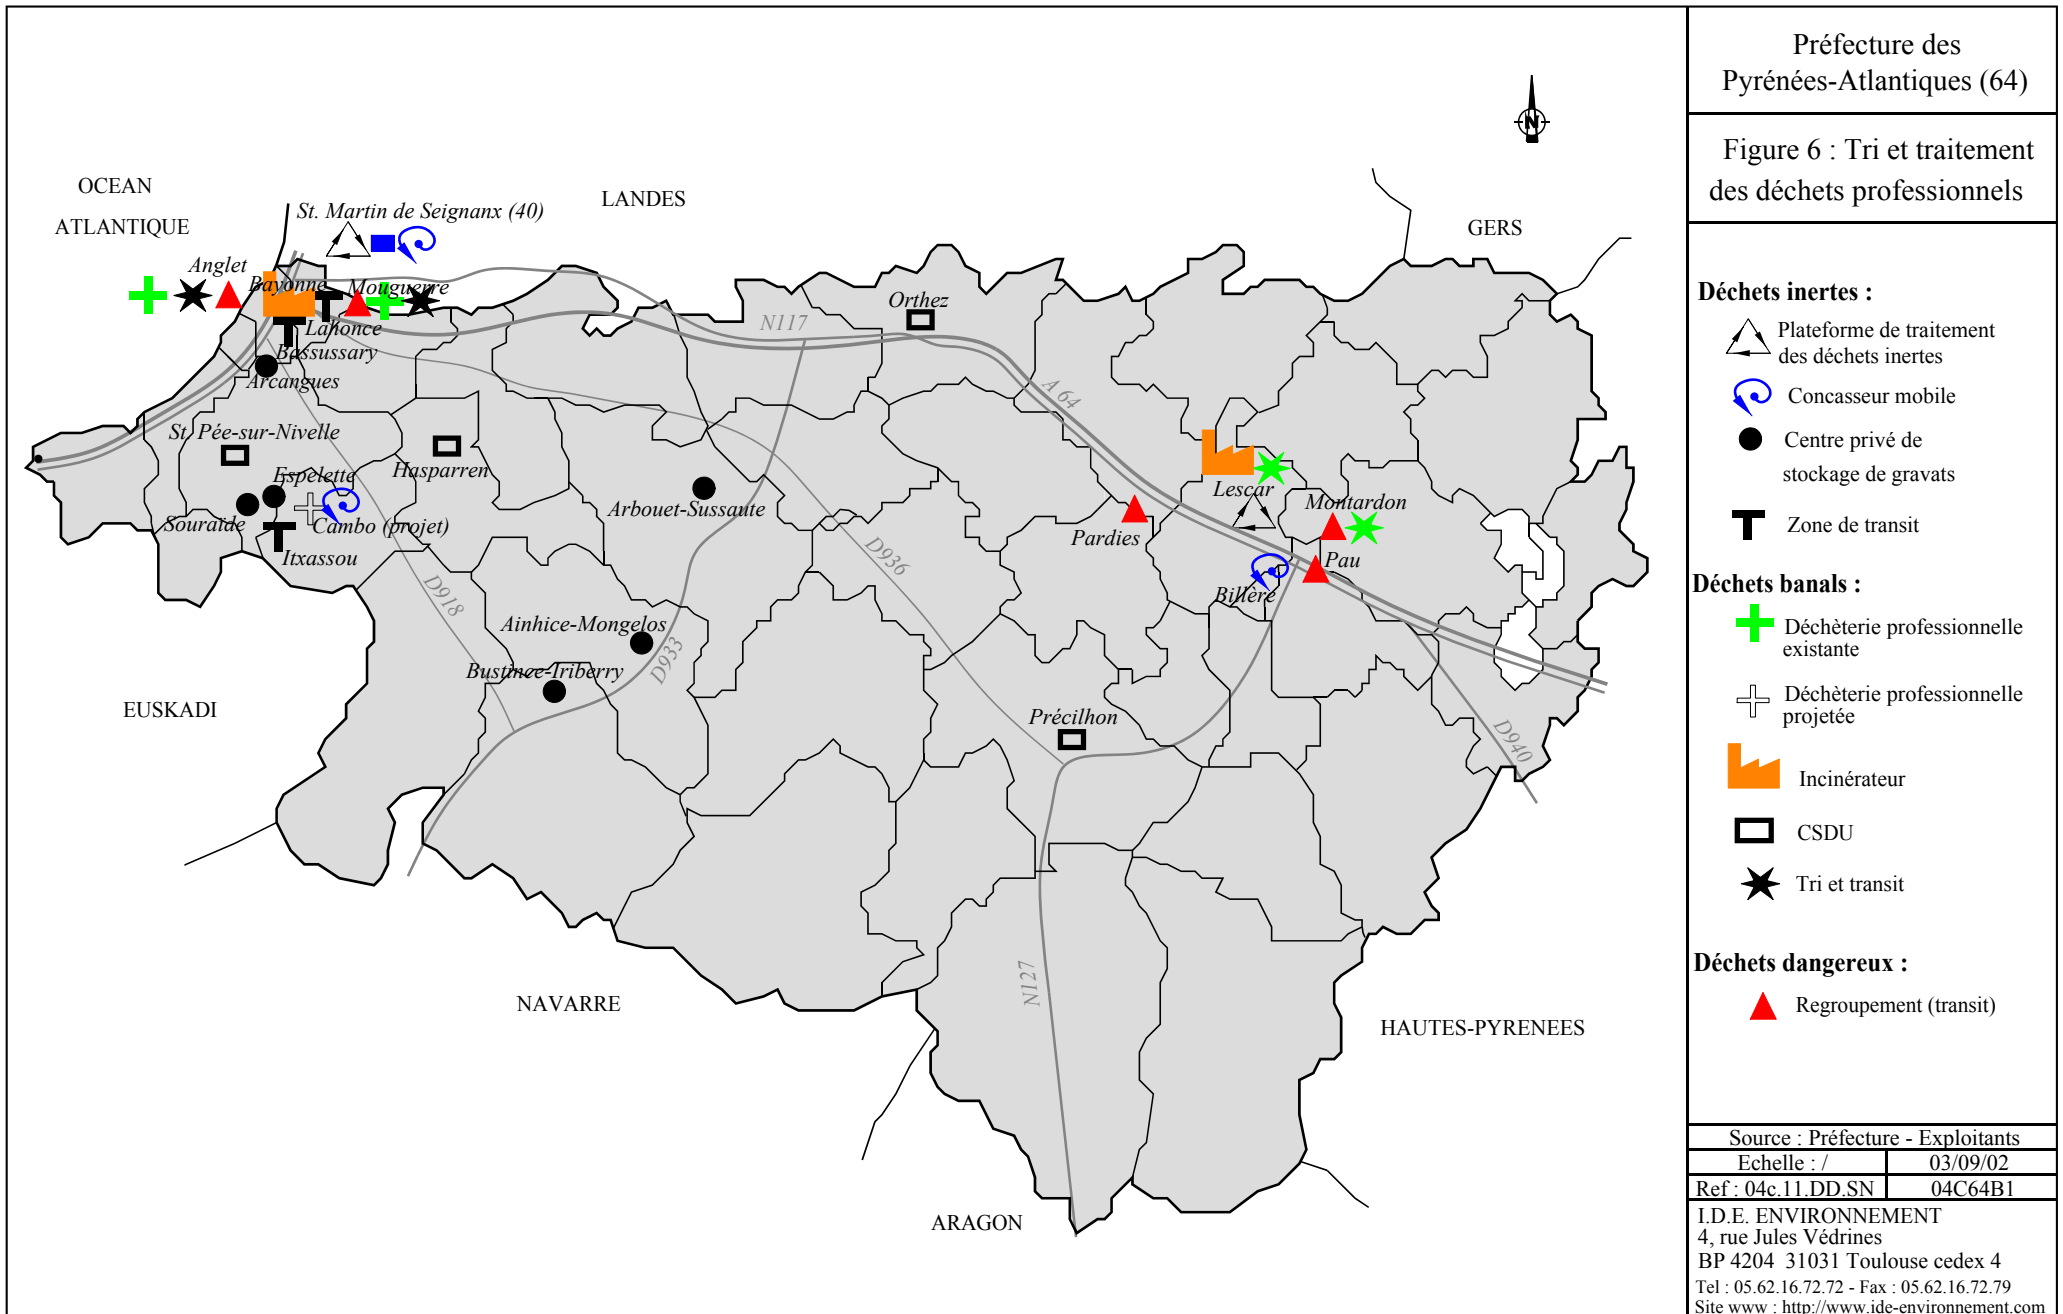 Préfecture des
Pyrénées-Atlantiques (64)
Figure 6 : Tri et traitement
des déchets professionnels
Déchets inertes :
Plateforme de traitement
des déchets inertes
Concasseur mobile
Centre privé de
stockage de gravats
Zone de transit
Déchets banals :
Déchèterie professionnelle
existante
Déchèterie professionnelle
projetée
Incinérateur
CSDU
Tri et transit
Déchets dangereux :
Regroupement (transit)
Source : Préfecture - Exploitants
Echelle : /
03/09/02
Ref : 04c.11.DD.SN
04C64B1
I.D.E. ENVIRONNEMENT
4, rue Jules Védrines
BP 4204 31031 Toulouse cedex 4
Tel : 05.62.16.72.72 - Fax : 05.62.16.72.79
Site www : http://www.ide-environnement.com
N
OCEAN
ATLANTIQUE
LANDES
GERS
St. Martin de Seignanx (40)
Anglet
Bayonne
Mouguerre
Lahonce
Bassussary
Arcangues
Orthez
N117
A 64
St. Pée-sur-Nivelle
Hasparren
Espelette
Souraïde
Cambo (projet)
Itxassou
Arbouet-Sussaute
Lescar
Montardon
Pardies
Pau
Billère
D936
D918
Ainhice-Mongelos
D933
Bustince-Iriberry
Précilhon
D940
EUSKADI
NAVARRE
N127
HAUTES-PYRENEES
ARAGON